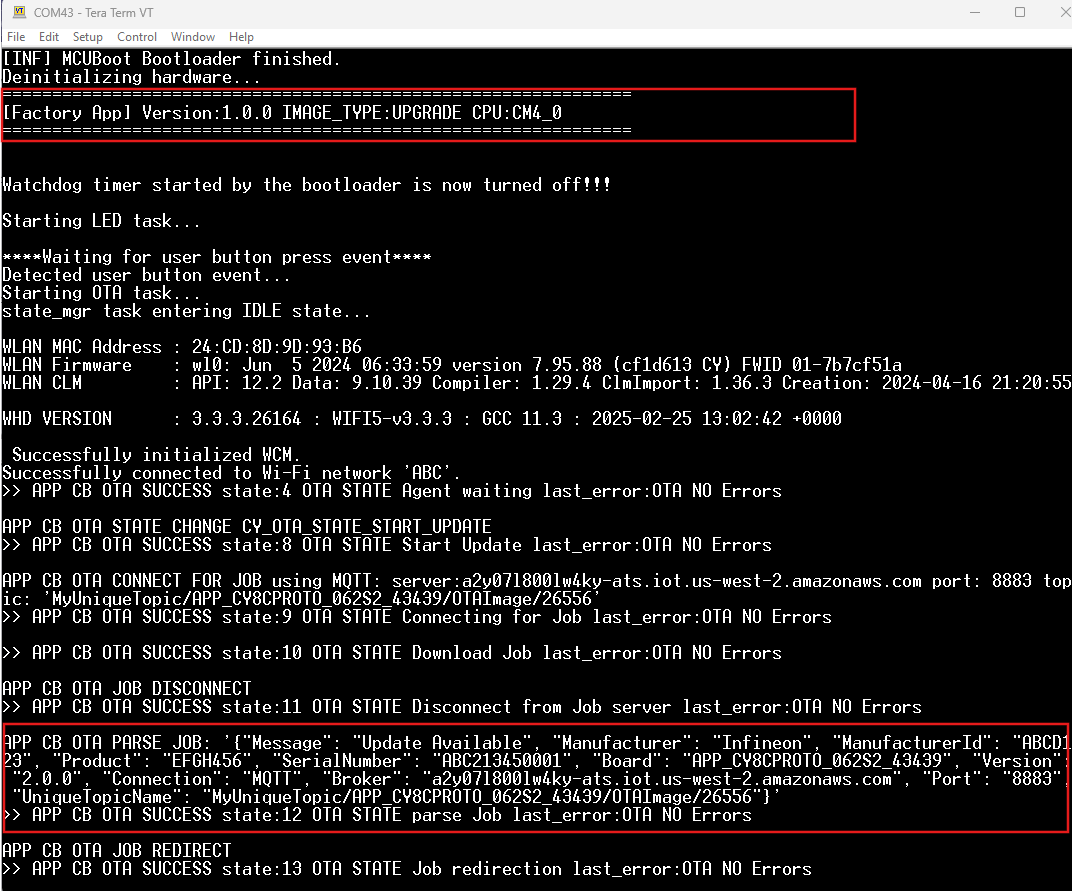 COM43 - Tera Term VT
File Edit Setup Control Window Help
[INF] MCUBoot Bootloader finished.
Deinitializing hardware...
===============================================================
[Factory App] Version:1.0.0 IMAGE_TYPE:UPGRADE CPU:CM4_0
===============================================================
Watchdog timer started by the bootloader is now turned off!!!
Starting LED task...
****Waiting for user button press event****
Detected user button event...
Starting OTA task...
state_mgr task entering IDLE state...
WLAN MAC Address : 24:CD:8D:9D:93:B6
WLAN Firmware    : wl0: Jun  5 2024 06:33:59 version 7.95.88 (cf1d613 CY) FWID 01-7b7cf51a
WLAN CLM         : API: 12.2 Data: 9.10.39 Compiler: 1.29.4 ClmImport: 1.36.3 Creation: 2024-04-16 21:20:55
WHD VERSION      : 3.3.3.26164 : WIFI5-v3.3.3 : GCC 11.3 : 2025-02-25 13:02:42 +0000
Successfully initialized WCM.
Successfully connected to Wi-Fi network 'ABC'.
>> APP CB OTA SUCCESS state:4 OTA STATE Agent waiting last_error:OTA NO Errors
APP CB OTA STATE CHANGE CY_OTA_STATE_START_UPDATE
>> APP CB OTA SUCCESS state:8 OTA STATE Start Update last_error:OTA NO Errors
APP CB OTA CONNECT FOR JOB using MQTT: server:a2y07l800lw4ky-ats.iot.us-west-2.amazonaws.com port: 8883 top
ic: 'MyUniqueTopic/APP_CY8CPROTO_062S2_43439/OTAImage/26556'
>> APP CB OTA SUCCESS state:9 OTA STATE Connecting for Job last_error:OTA NO Errors
>> APP CB OTA SUCCESS state:10 OTA STATE Download Job last_error:OTA NO Errors
APP CB OTA JOB DISCONNECT
>> APP CB OTA SUCCESS state:11 OTA STATE Disconnect from Job server last_error:OTA NO Errors
APP CB OTA PARSE JOB: '{"Message": "Update Available", "Manufacturer": "Infineon", "ManufacturerId": "ABCD1
23", "Product": "EFGH456", "SerialNumber": "ABC213450001", "Board": "APP_CY8CPROTO_062S2_43439", "Version":
"2.0.0", "Connection": "MQTT", "Broker": "a2y07l800lw4ky-ats.iot.us-west-2.amazonaws.com", "Port": "8883",
"UniqueTopicName": "MyUniqueTopic/APP_CY8CPROTO_062S2_43439/OTAImage/26556"}'
>> APP CB OTA SUCCESS state:12 OTA STATE parse Job last_error:OTA NO Errors
APP CB OTA JOB REDIRECT
>> APP CB OTA SUCCESS state:13 OTA STATE Job redirection last_error:OTA NO Errors